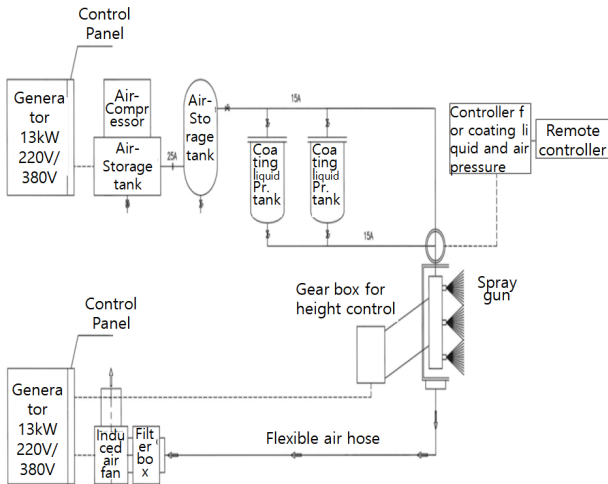 Control
Panel
Genera
tor
13kW
220V/
380V
Air-
Compr
essor
Air-
Storage
tank
25A
Air-
Sto
rage
tank
15A
Coa
ting
liquid
Pr.
tank
Coa
ting
liquid
Pr.
tank
15A
Controller f
or coating li
quid and air
pressure
Remote
controller
Gear box for
height control
Spray
gun
Control
Panel
Genera
tor
13kW
220V/
380V
Indu
ced
air
fan
Filt
er
bo
x
Flexible air hose